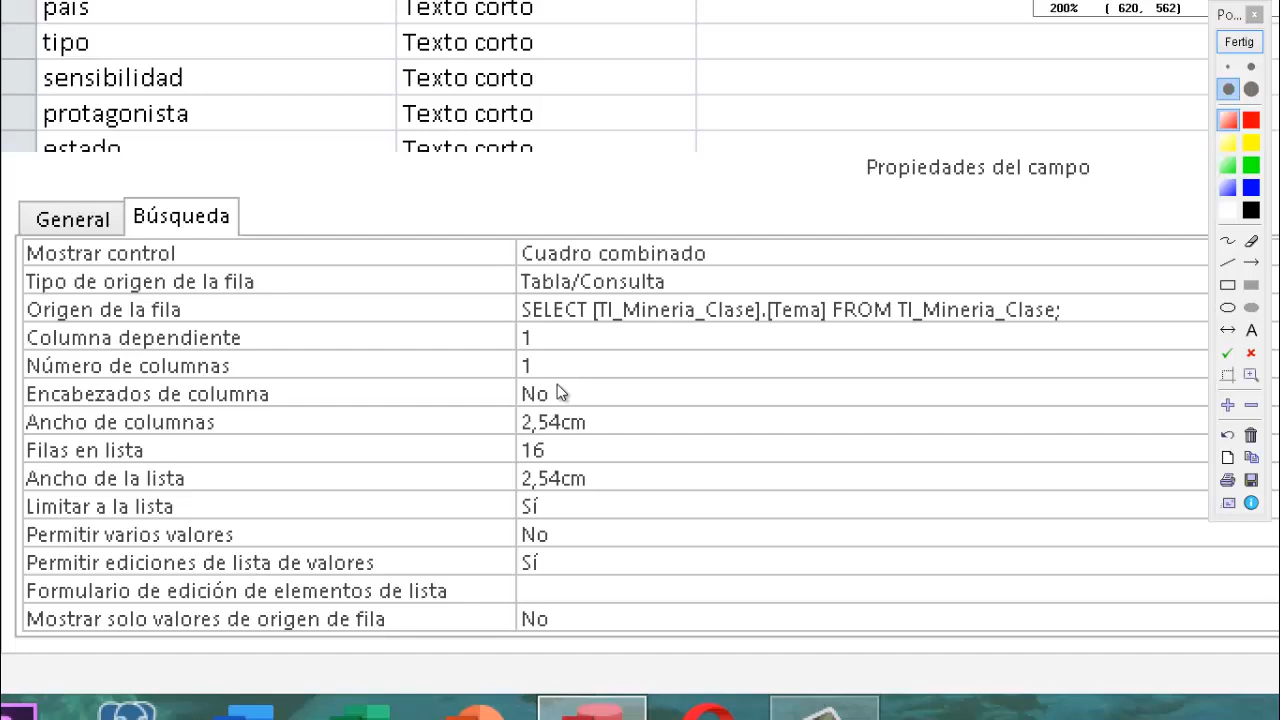 país Texto corto
200% ( 620, 562)
Po...
tipo Texto corto
Fertig
sensibilidad Texto corto
protagonista Texto corto
estado Texto corto
Propiedades del campo
General Búsqueda
Mostrar control Cuadro combinado
Tipo de origen de la fila Tabla/Consulta
Origen de la fila SELECT [TI_Mineria_Clase].[Tema] FROM TI_Mineria_Clase;
Columna dependiente 1
Número de columnas 1
Encabezados de columna No
Ancho de columnas 2,54cm
Filas en lista 16
Ancho de la lista 2,54cm
Limitar a la lista Sí
Permitir varios valores No
Permitir ediciones de lista de valores Sí
Formulario de edición de elementos de lista
Mostrar solo valores de origen de fila No